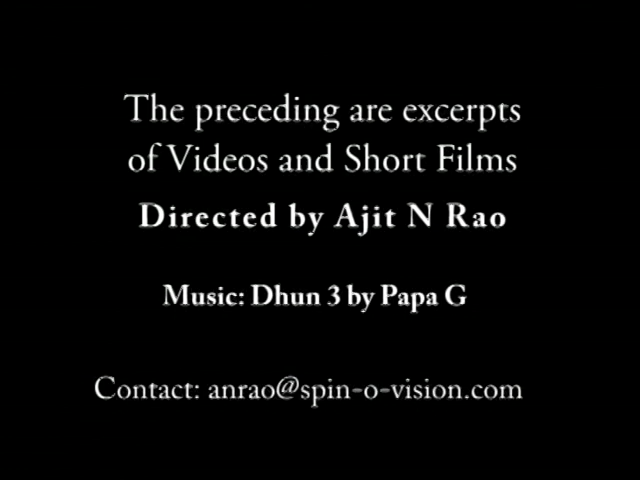 The preceding are excerpts
of Videos and Short Films
Directed by Ajit N Rao
Music: Dhun 3 by Papa G
Contact: anrao@spin-o-vision.com